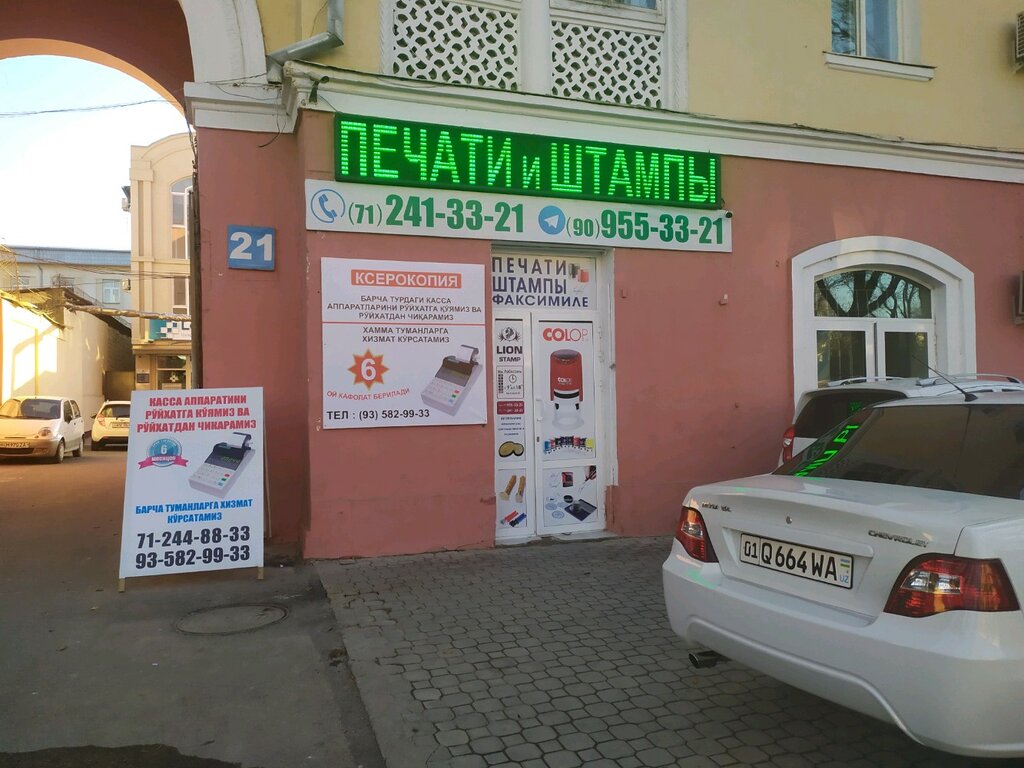 ПЕЧАТИ и ШТАМПЫ
(71) 241-33-21 (90) 955-33-21
21
КСЕРОКОПИЯ
БАРЧА ТУРДАГИ КАССА
АППАРАТЛАРИНИ РЎЙХАТГА ҚЎЯМИЗ ВА
РЎЙХАТДАН ЧИҚАРАМИЗ
ХАММА ТУМАНЛАРГА
ХИЗМАТ КЎРСАТАМИЗ
6
ОЙ КАФОЛАТ БЕРИЛАДИ
ТЕЛ : (93) 582-99-33
ПЕЧАТИ
ШТАМПЫ
ФАКСИМИЛЕ
LION
STAMP
COLOP
КАССА АППАРАТИНИ
РЎЙХАТГА КЎЯМИЗ ВА
РЎЙХАТДАН ЧИКАРАМИЗ
6
МЕСЯЦЕВ
БАРЧА ТУМАНЛАРГА ХИЗМАТ
КЎРСАТАМИЗ
71-244-88-33
93-582-99-33
CHEVROLET
01 Q 664 WA
UZ